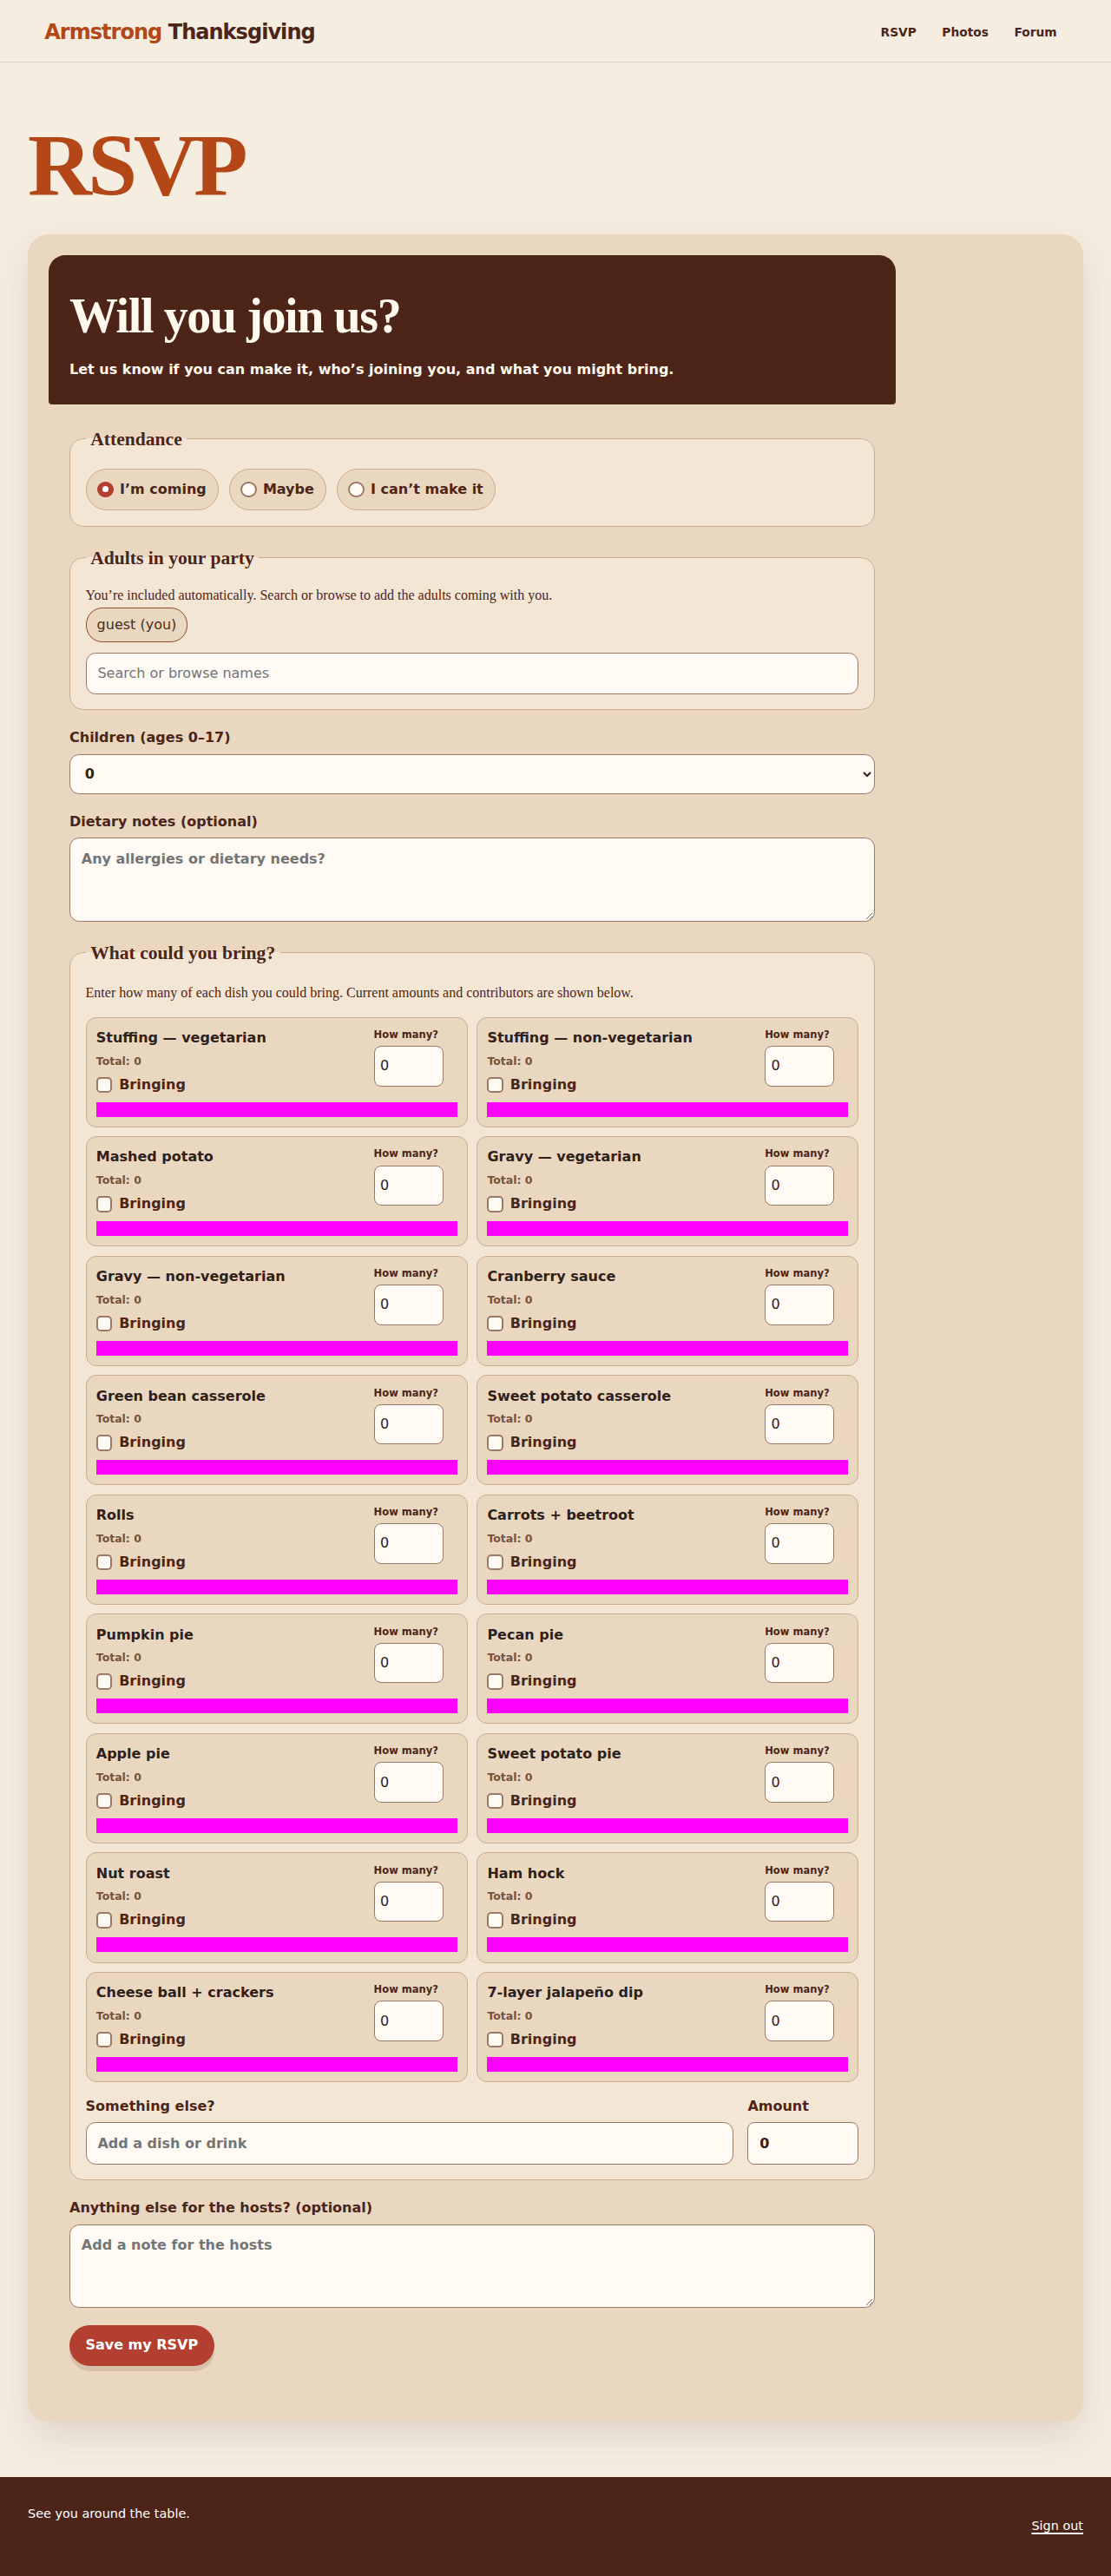 Armstrong Thanksgiving
RSVP Photos Forum
RSVP
Will you join us?
Let us know if you can make it, who’s joining you, and what you might bring.
Attendance
I’m coming Maybe I can’t make it
Adults in your party
You’re included automatically. Search or browse to add the adults coming with you.
guest (you)
Search or browse names
Children (ages 0–17)
0
Dietary notes (optional)
Any allergies or dietary needs?
What could you bring?
Enter how many of each dish you could bring. Current amounts and contributors are shown below.
Stuffing — vegetarian
Total: 0
Bringing
How many?
0
Stuffing — non-vegetarian
Total: 0
Bringing
How many?
0
Mashed potato
Total: 0
Bringing
How many?
0
Gravy — vegetarian
Total: 0
Bringing
How many?
0
Gravy — non-vegetarian
Total: 0
Bringing
How many?
0
Cranberry sauce
Total: 0
Bringing
How many?
0
Green bean casserole
Total: 0
Bringing
How many?
0
Sweet potato casserole
Total: 0
Bringing
How many?
0
Rolls
Total: 0
Bringing
How many?
0
Carrots + beetroot
Total: 0
Bringing
How many?
0
Pumpkin pie
Total: 0
Bringing
How many?
0
Pecan pie
Total: 0
Bringing
How many?
0
Apple pie
Total: 0
Bringing
How many?
0
Sweet potato pie
Total: 0
Bringing
How many?
0
Nut roast
Total: 0
Bringing
How many?
0
Ham hock
Total: 0
Bringing
How many?
0
Cheese ball + crackers
Total: 0
Bringing
How many?
0
7-layer jalapeño dip
Total: 0
Bringing
How many?
0
Something else?
Add a dish or drink
Amount
0
Anything else for the hosts? (optional)
Add a note for the hosts
Save my RSVP
See you around the table.
Sign out